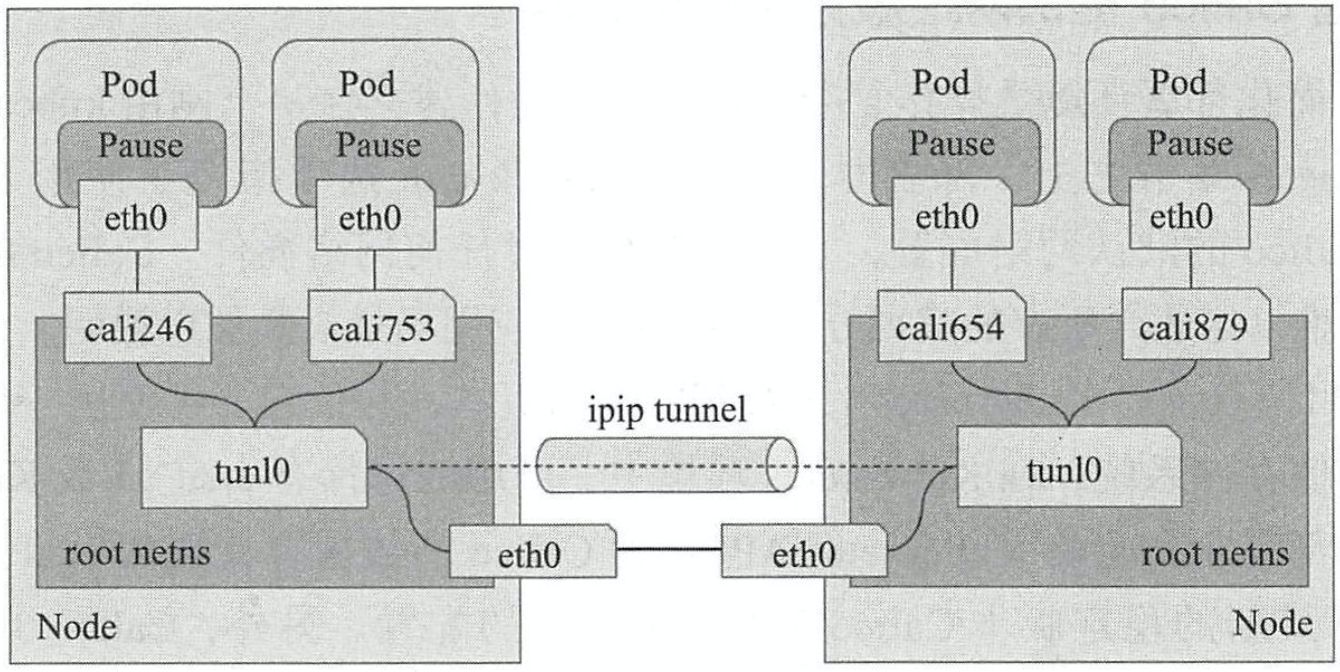 Pod Pod Pod Pod
Pause Pause Pause Pause
eth0 eth0 eth0 eth0
cali246 cali753 cali654 cali879
ipip tunnel
tunl0 tunl0
root netns eth0 eth0 root netns
Node Node